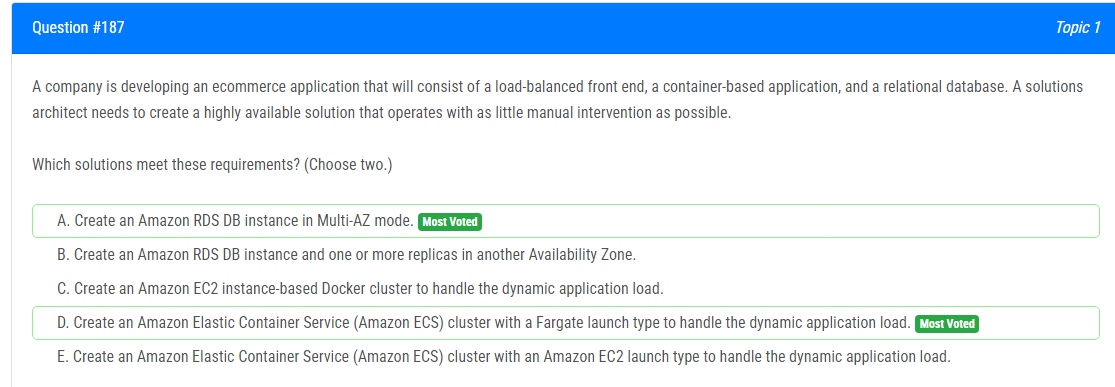 Question #187
Topic 1
A company is developing an ecommerce application that will consist of a load-balanced front end, a container-based application, and a relational database. A solutions
architect needs to create a highly available solution that operates with as little manual intervention as possible.
Which solutions meet these requirements? (Choose two.)
A. Create an Amazon RDS DB instance in Multi-AZ mode. Most Voted
B. Create an Amazon RDS DB instance and one or more replicas in another Availability Zone.
C. Create an Amazon EC2 instance-based Docker cluster to handle the dynamic application load.
D. Create an Amazon Elastic Container Service (Amazon ECS) cluster with a Fargate launch type to handle the dynamic application load. Most Voted
E. Create an Amazon Elastic Container Service (Amazon ECS) cluster with an Amazon EC2 launch type to handle the dynamic application load.